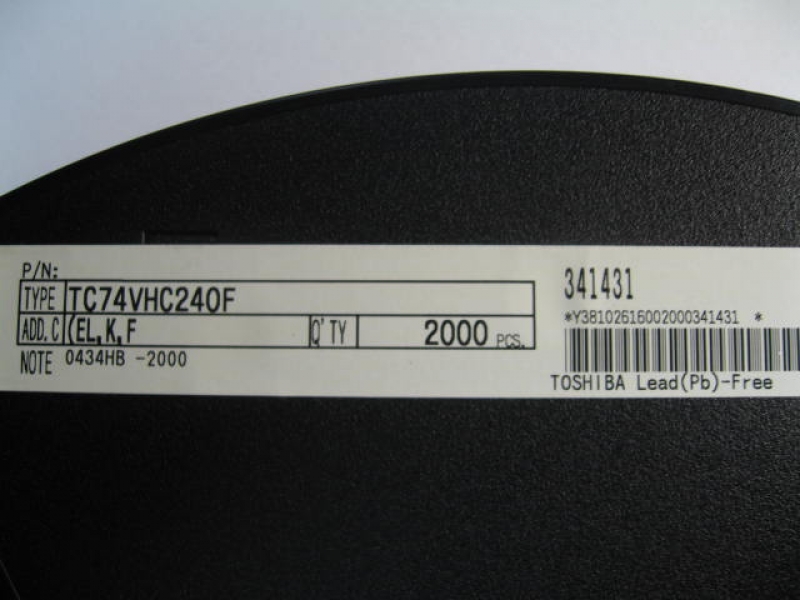 P/N:
TYPE TC74VHC240F
ADD,C (EL,K,F Q'TY 2000 PCS.
NOTE 0434HB -2000
341431
*Y38102616002000341431 *
TOSHIBA Lead(Pb)-Free